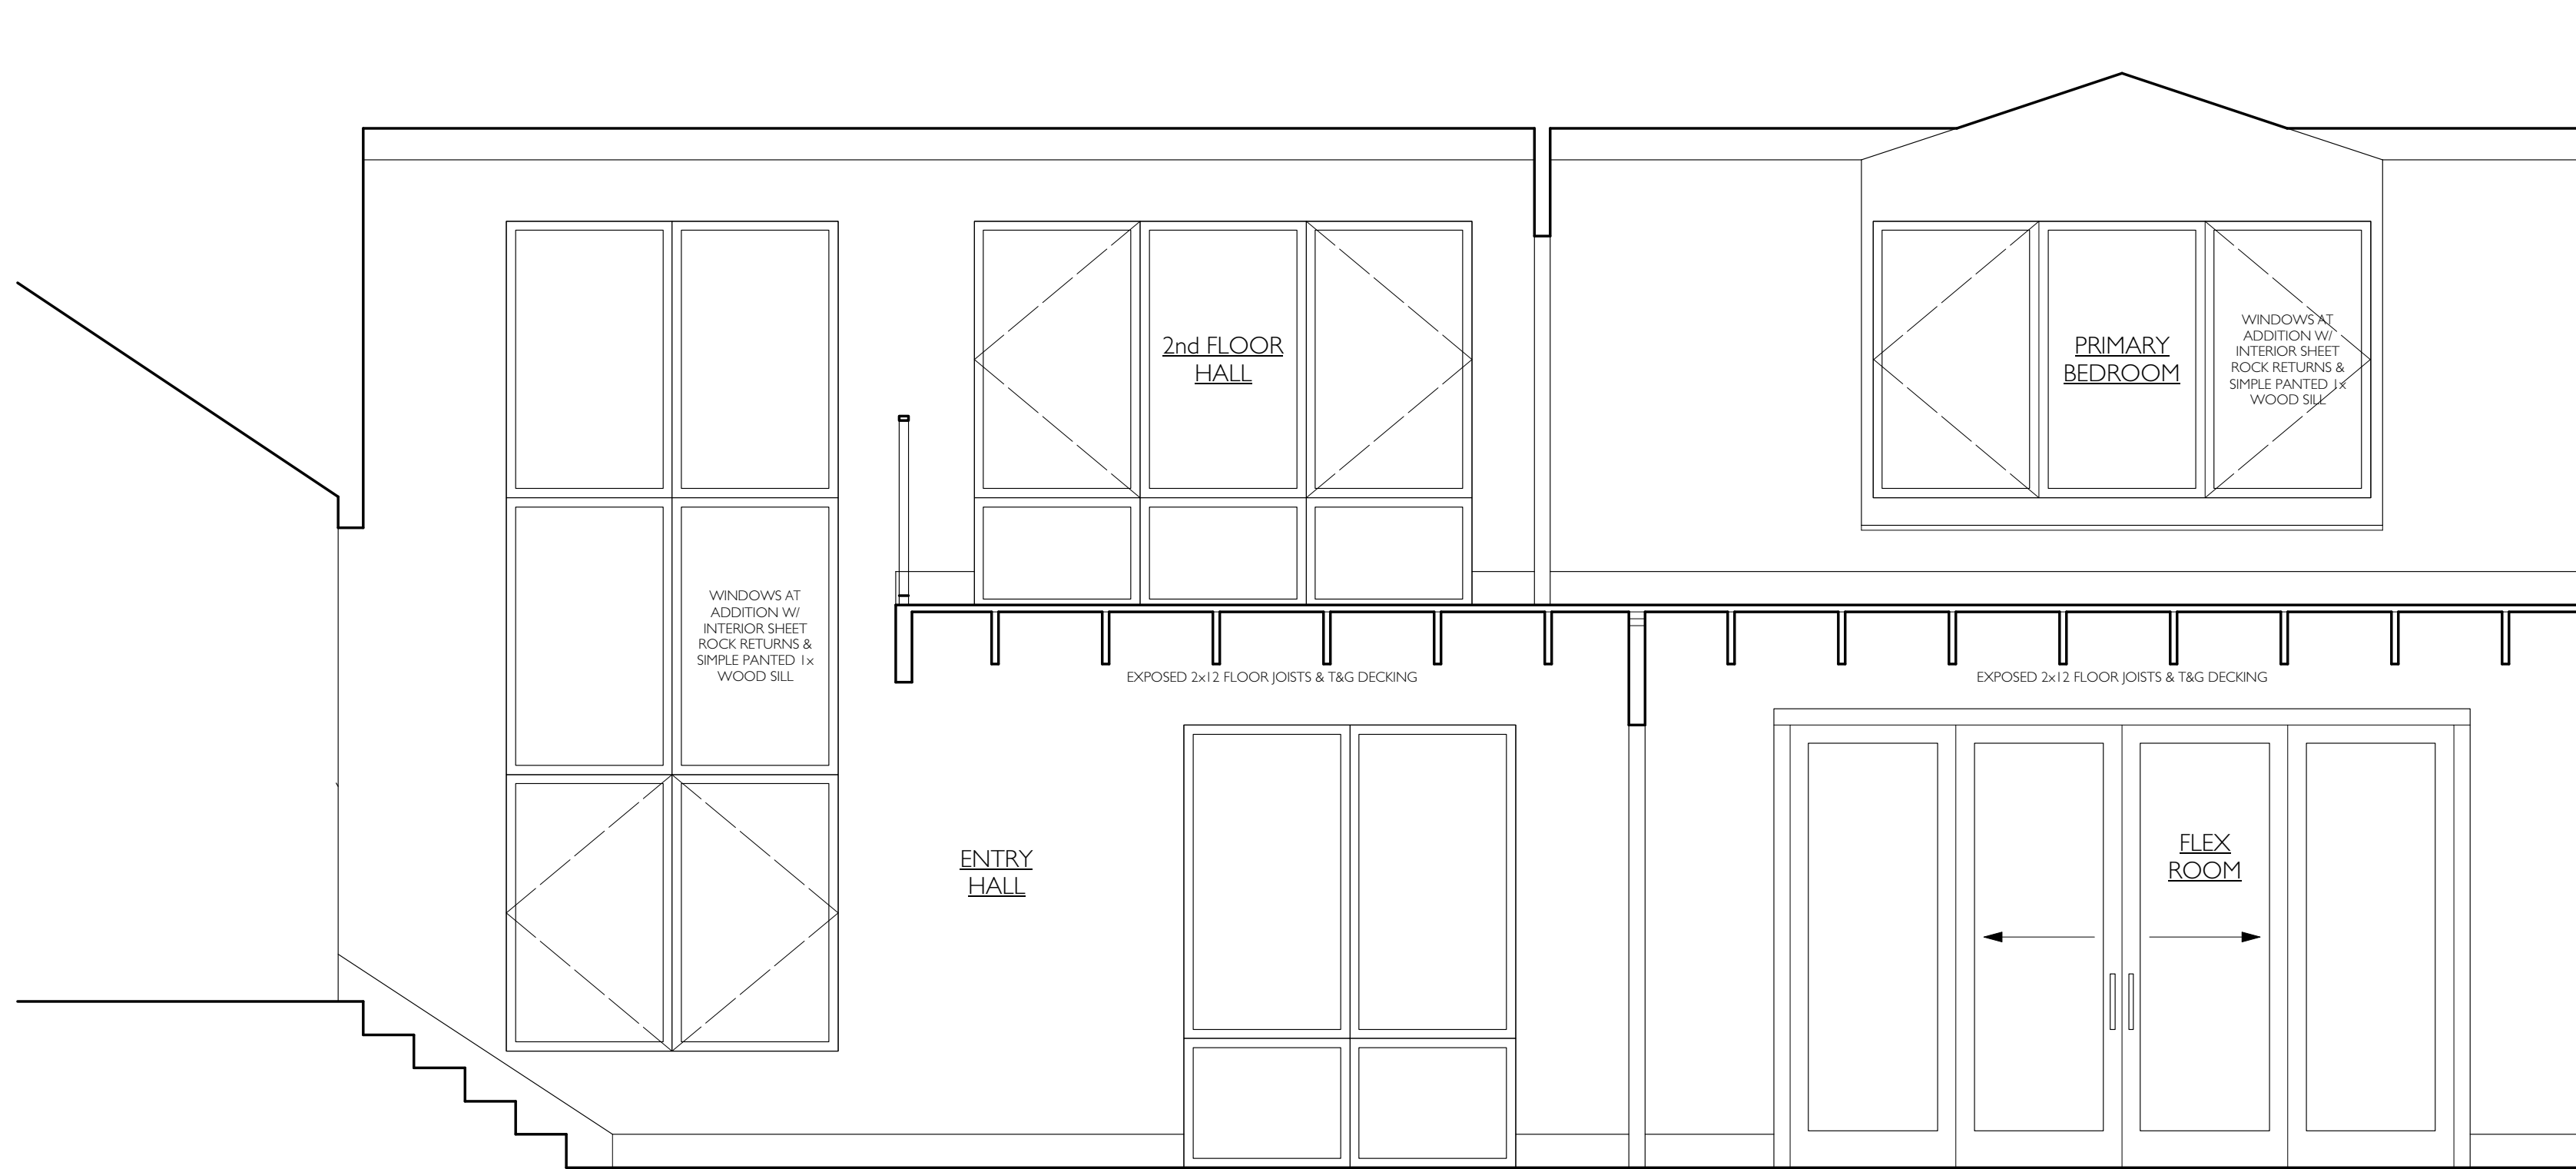 2nd FLOOR
HALL
PRIMARY
BEDROOM
WINDOWS AT
ADDITION W/
INTERIOR SHEET
ROCK RETURNS &
SIMPLE PANTED 1x
WOOD SILL
WINDOWS AT
ADDITION W/
INTERIOR SHEET
ROCK RETURNS &
SIMPLE PANTED 1x
WOOD SILL
EXPOSED 2x12 FLOOR JOISTS & T&G DECKING
EXPOSED 2x12 FLOOR JOISTS & T&G DECKING
ENTRY
HALL
FLEX
ROOM